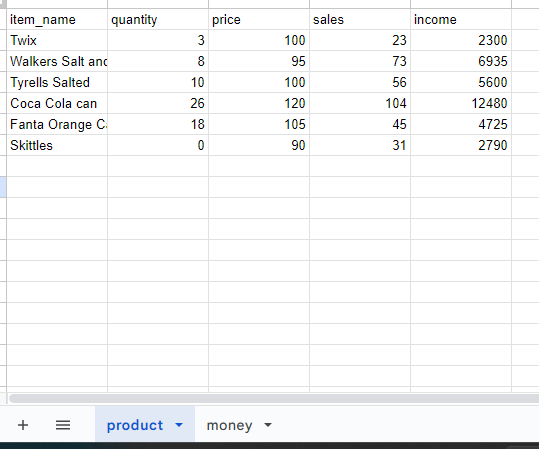 item_name quantity price sales income
Twix 3 100 23 2300
Walkers Salt and 8 95 73 6935
Tyrells Salted 10 100 56 5600
Coca Cola can 26 120 104 12480
Fanta Orange C 18 105 45 4725
Skittles 0 90 31 2790
product money